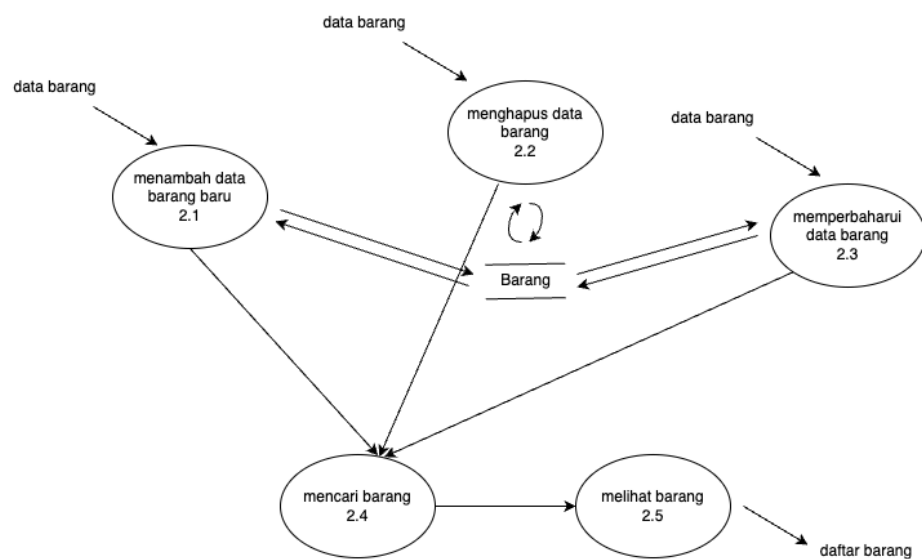 data barang
data barang
menghapus data
barang
2.2
data barang
menambah data
barang baru
2.1
memperbaharui
data barang
2.3
Barang
mencari barang
2.4
melihat barang
2.5
daftar barang